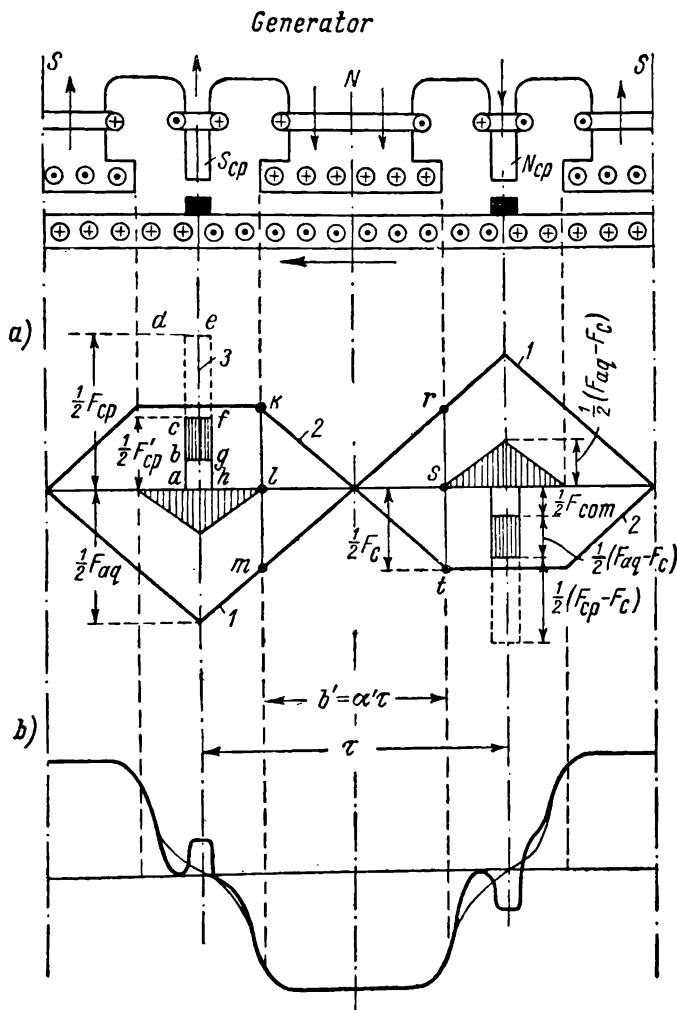 Generator
S N S
S_cp N_cp
a)
d e
3
1/2 F_cp
1/2 F'_cp
c f
b g
a h
к
2
l
m
1/2 F_aq
1
r
1
s
t
1/2 F_c
1/2 (F_aq–F_c)
1/2 F_com
2
1/2 (F_aq–F_c)
1/2 (F_cp–F_c)
b'=α'τ
b)
τ